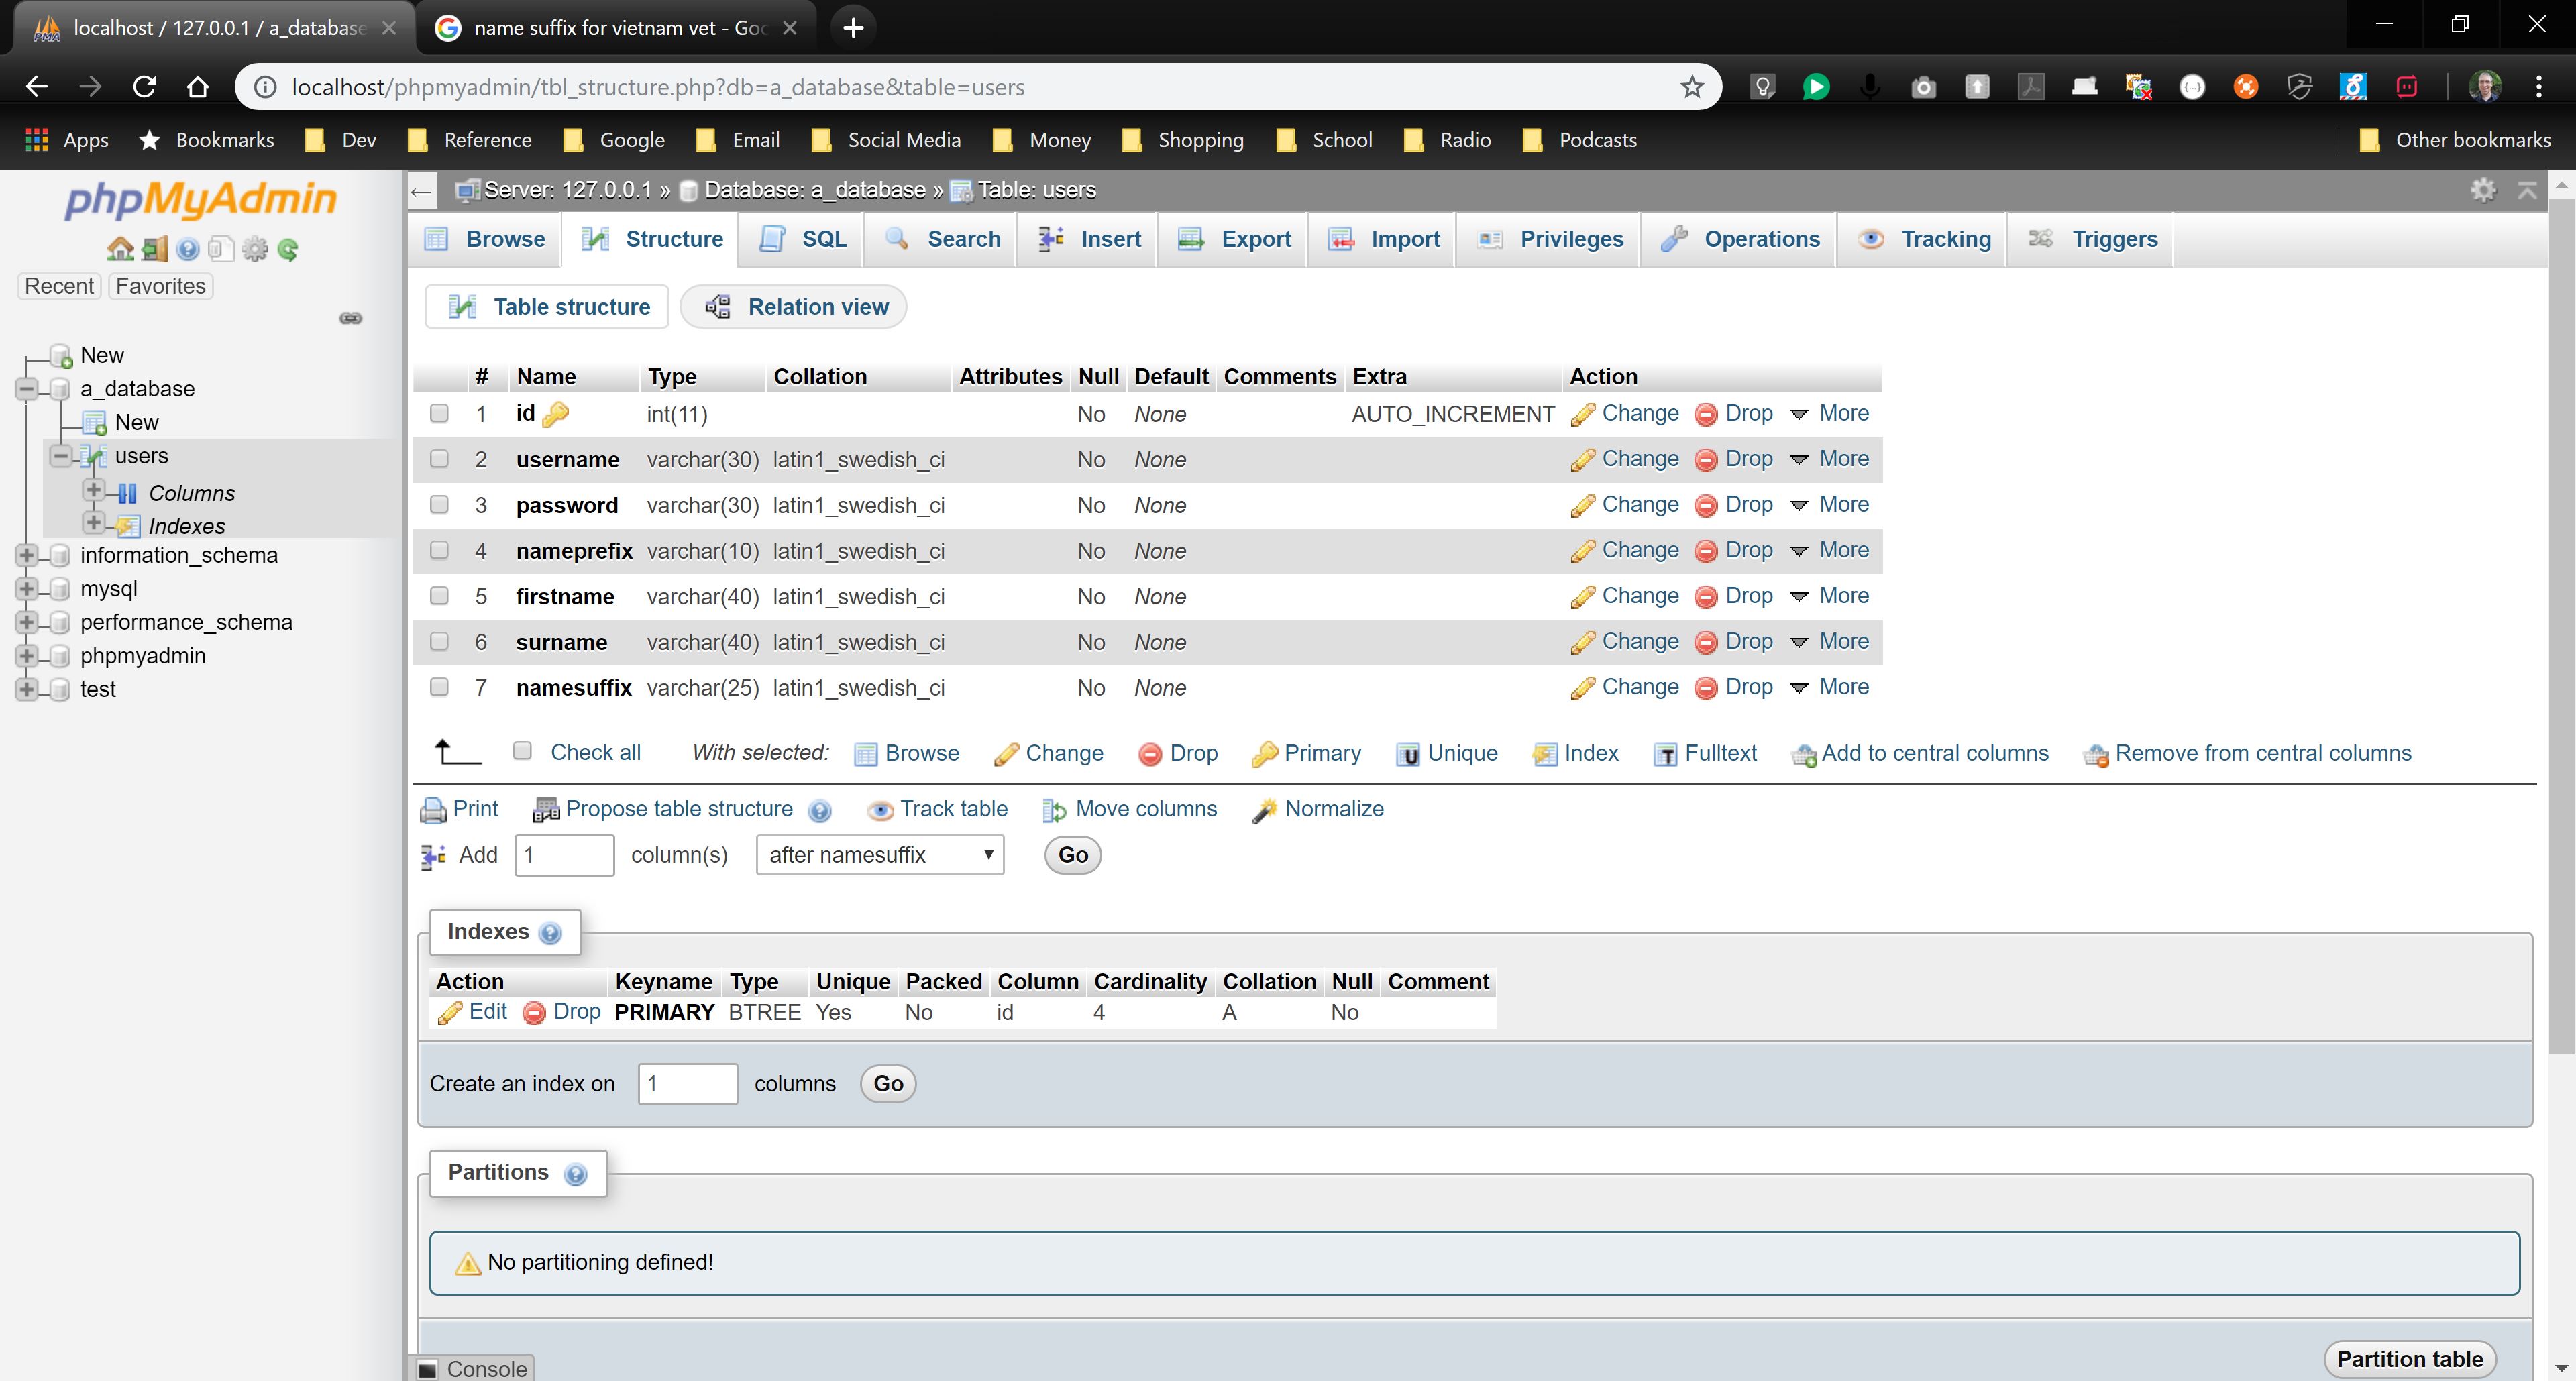 localhost / 127.0.0.1 / a_database
name suffix for vietnam vet - Goo
localhost/phpmyadmin/tbl_structure.php?db=a_database&table=users
Apps Bookmarks Dev Reference Google Email Social Media Money Shopping School Radio Podcasts Other bookmarks
phpMyAdmin
Recent Favorites
New
a_database
New
users
Columns
Indexes
information_schema
mysql
performance_schema
phpmyadmin
test
Server: 127.0.0.1 » Database: a_database » Table: users
Browse Structure SQL Search Insert Export Import Privileges Operations Tracking Triggers
Table structure Relation view
# Name Type Collation Attributes Null Default Comments Extra Action
1 id int(11) No None AUTO_INCREMENT Change Drop More
2 username varchar(30) latin1_swedish_ci No None Change Drop More
3 password varchar(30) latin1_swedish_ci No None Change Drop More
4 nameprefix varchar(10) latin1_swedish_ci No None Change Drop More
5 firstname varchar(40) latin1_swedish_ci No None Change Drop More
6 surname varchar(40) latin1_swedish_ci No None Change Drop More
7 namesuffix varchar(25) latin1_swedish_ci No None Change Drop More
Check all With selected: Browse Change Drop Primary Unique Index Fulltext Add to central columns Remove from central columns
Print Propose table structure Track table Move columns Normalize
Add 1 column(s) after namesuffix Go
Indexes
Action Keyname Type Unique Packed Column Cardinality Collation Null Comment
Edit Drop PRIMARY BTREE Yes No id 4 A No
Create an index on 1 columns Go
Partitions
No partitioning defined!
Partition table
Console